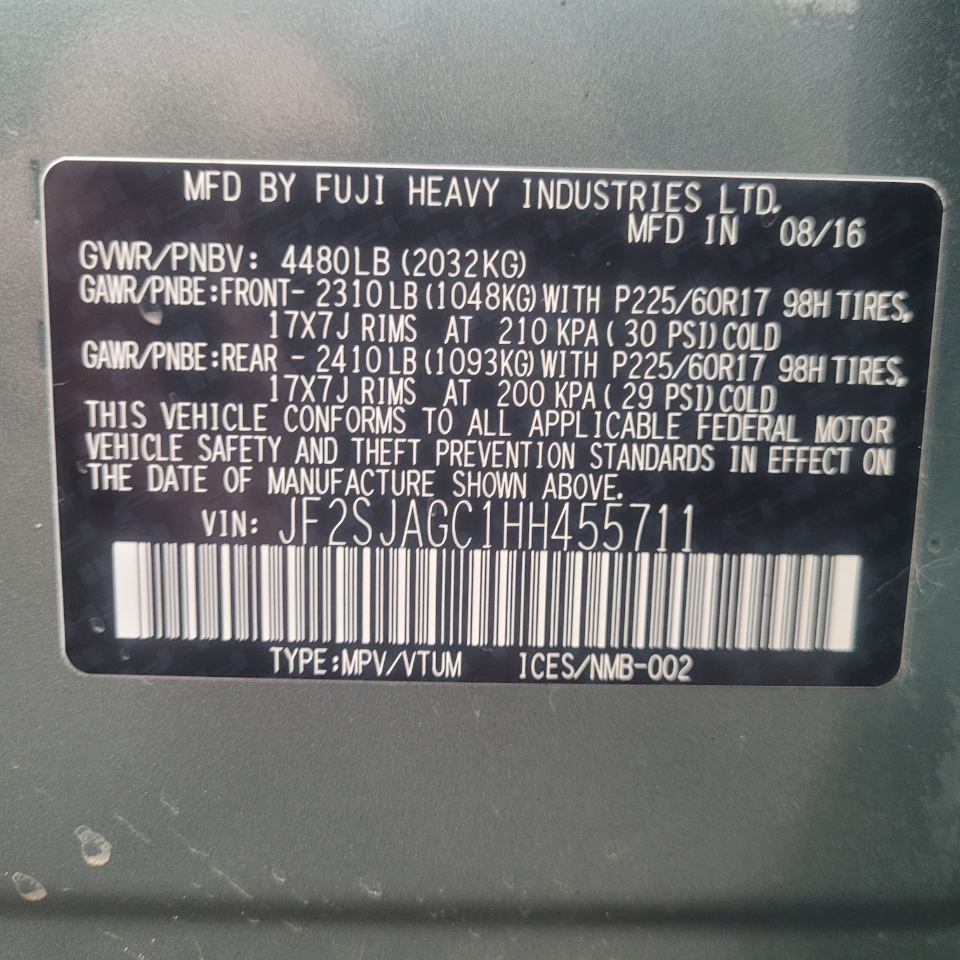 MFD BY FUJI HEAVY INDUSTRIES LTD.
MFD IN 08/16
GVWR/PNBV: 4480LB (2032KG)
GAWR/PNBE:FRONT- 2310LB (1048KG) WITH P225/60R17 98H TIRES,
17X7J RIMS AT 210 KPA ( 30 PSI) COLD
GAWR/PNBE:REAR - 2410LB (1093KG) WITH P225/60R17 98H TIRES,
17X7J RIMS AT 200 KPA ( 29 PSI) COLD
THIS VEHICLE CONFORMS TO ALL APPLICABLE FEDERAL MOTOR
VEHICLE SAFETY AND THEFT PREVENTION STANDARDS IN EFFECT ON
THE DATE OF MANUFACTURE SHOWN ABOVE.
VIN: JF2SJAGC1HH455711
TYPE:MPV/VTUM ICES/NMB-002